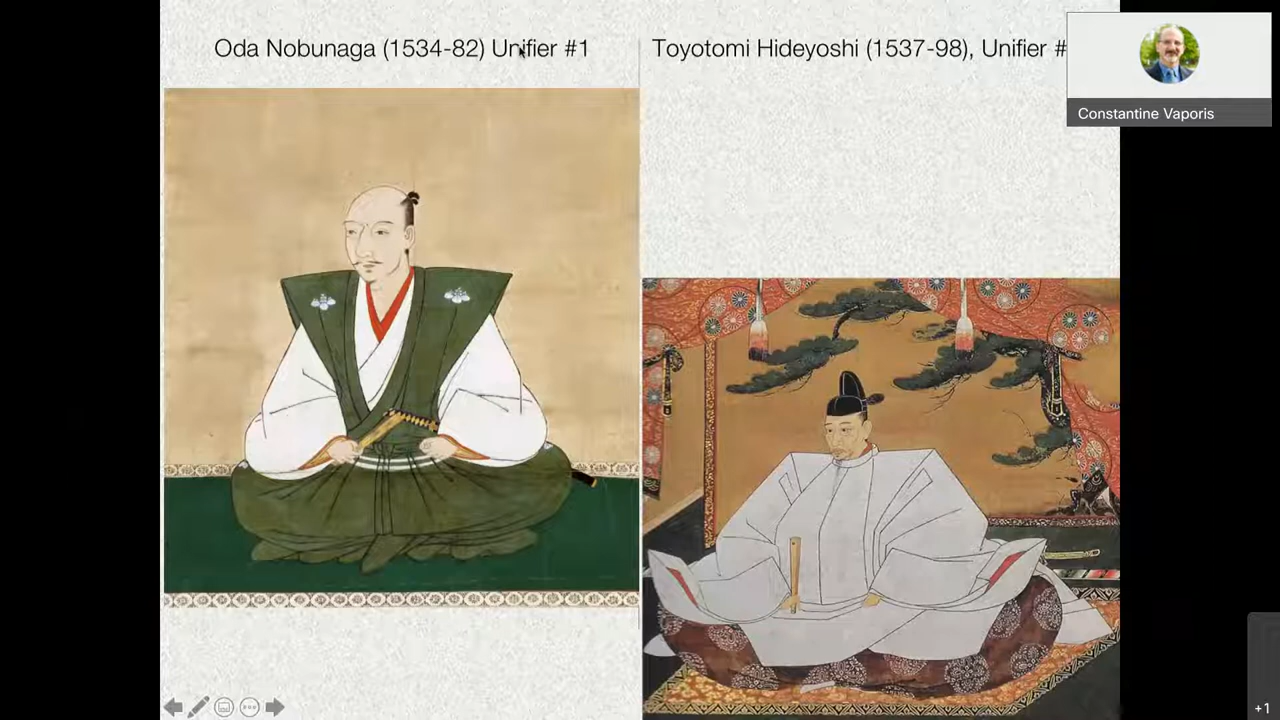 Oda Nobunaga (1534-82) Unifier #1
Toyotomi Hideyoshi (1537-98), Unifier #
Constantine Vaporis
+1